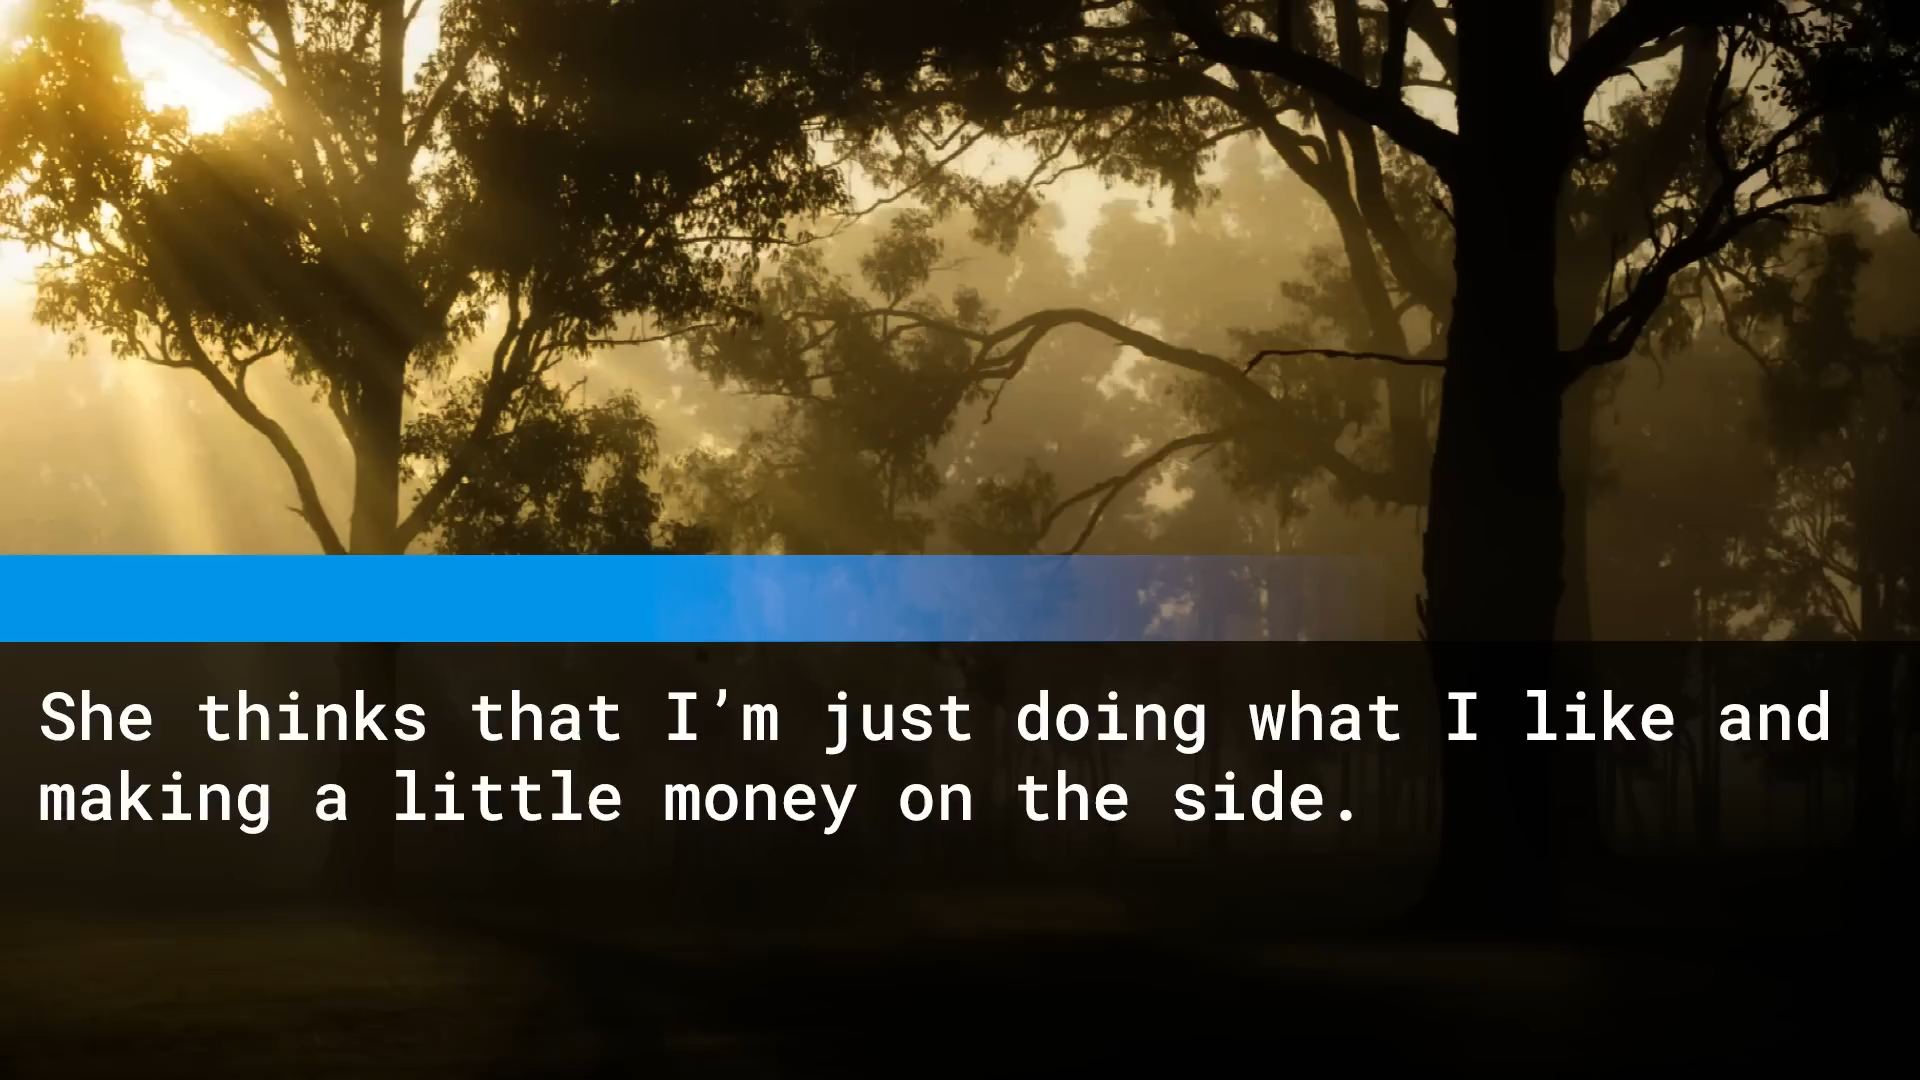 She thinks that I’m just doing what I like and
making a little money on the side.